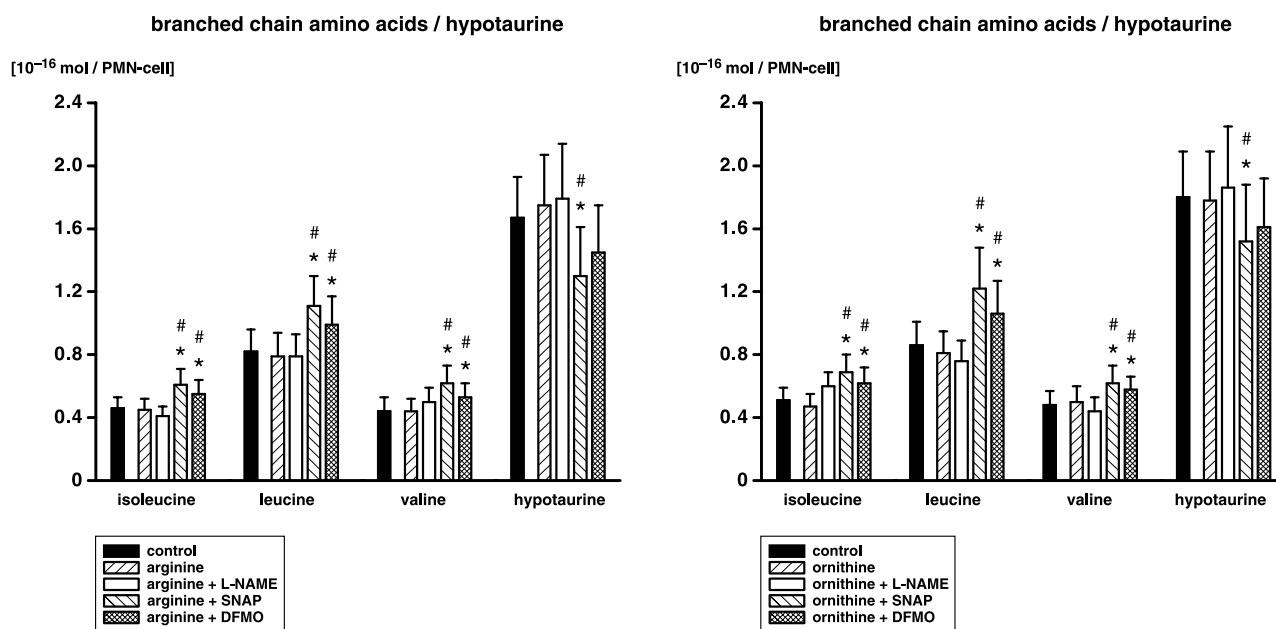 branched chain amino acids / hypotaurine
[10⁻¹⁶ mol / PMN-cell]
2.4
2.0
1.6
1.2
0.8
0.4
0
# # # # # # #
* * * * * * *
isoleucine leucine valine hypotaurine
control
arginine
arginine + L-NAME
arginine + SNAP
arginine + DFMO
branched chain amino acids / hypotaurine
[10⁻¹⁶ mol / PMN-cell]
2.4
2.0
1.6
1.2
0.8
0.4
0
# # # # # # #
* * * * * * *
isoleucine leucine valine hypotaurine
control
ornithine
ornithine + L-NAME
ornithine + SNAP
ornithine + DFMO